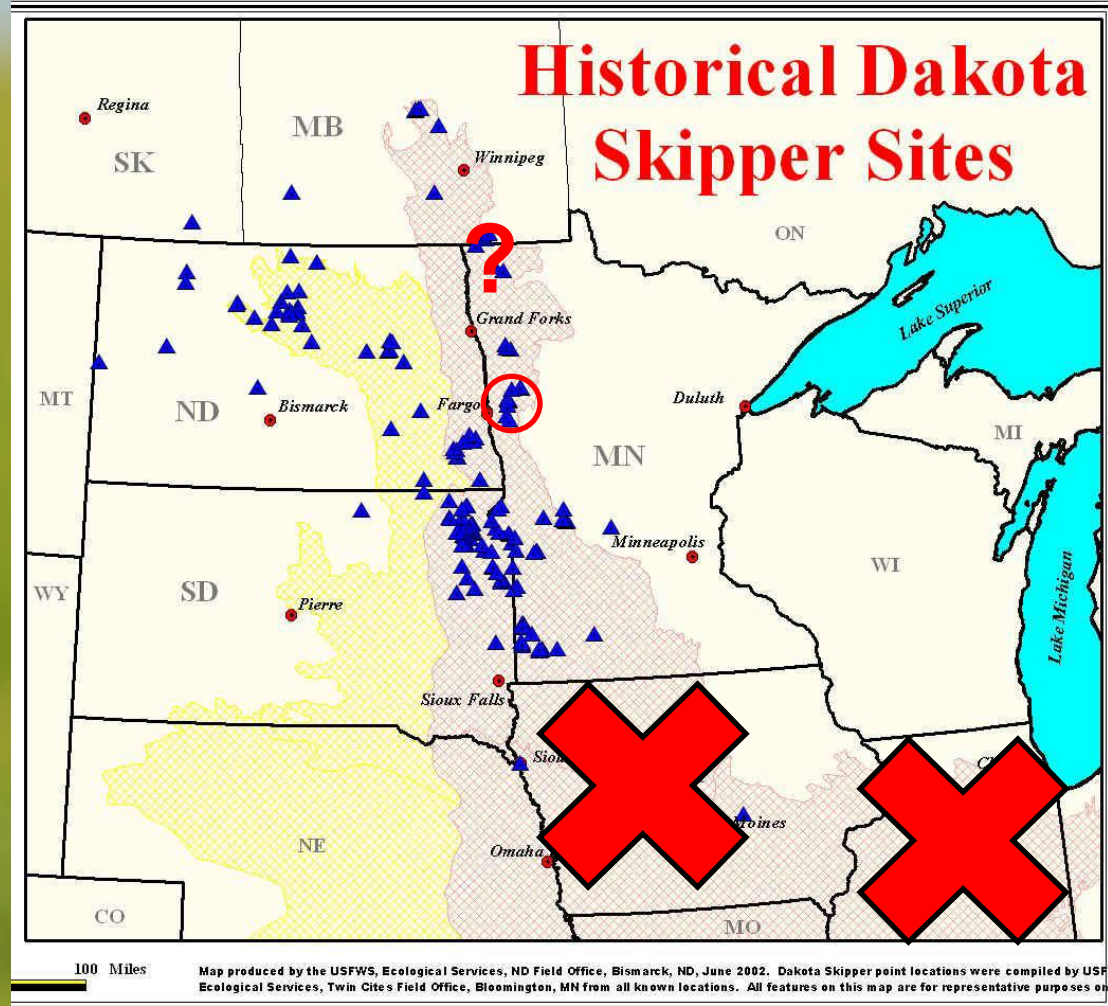 Historical Dakota
Skipper Sites
Regina
MB
SK
Winnipeg
ON
?
Lake Superior
Grand Forks
MT
ND
Bismarck
Fargo
Duluth
MN
MI
Minneapolis
WI
WY
SD
Pierre
Lake Michigan
Sioux Falls
NE
Omaha
Moines
CO
MO
100 Miles
Map produced by the USFWS, Ecological Services, ND Field Office, Bismarck, ND, June 2002. Dakota Skipper point locations were compiled by
Ecological Services, Twin Cites Field Office, Bloomington, MN from all known locations. All features on this map are for representative purposes